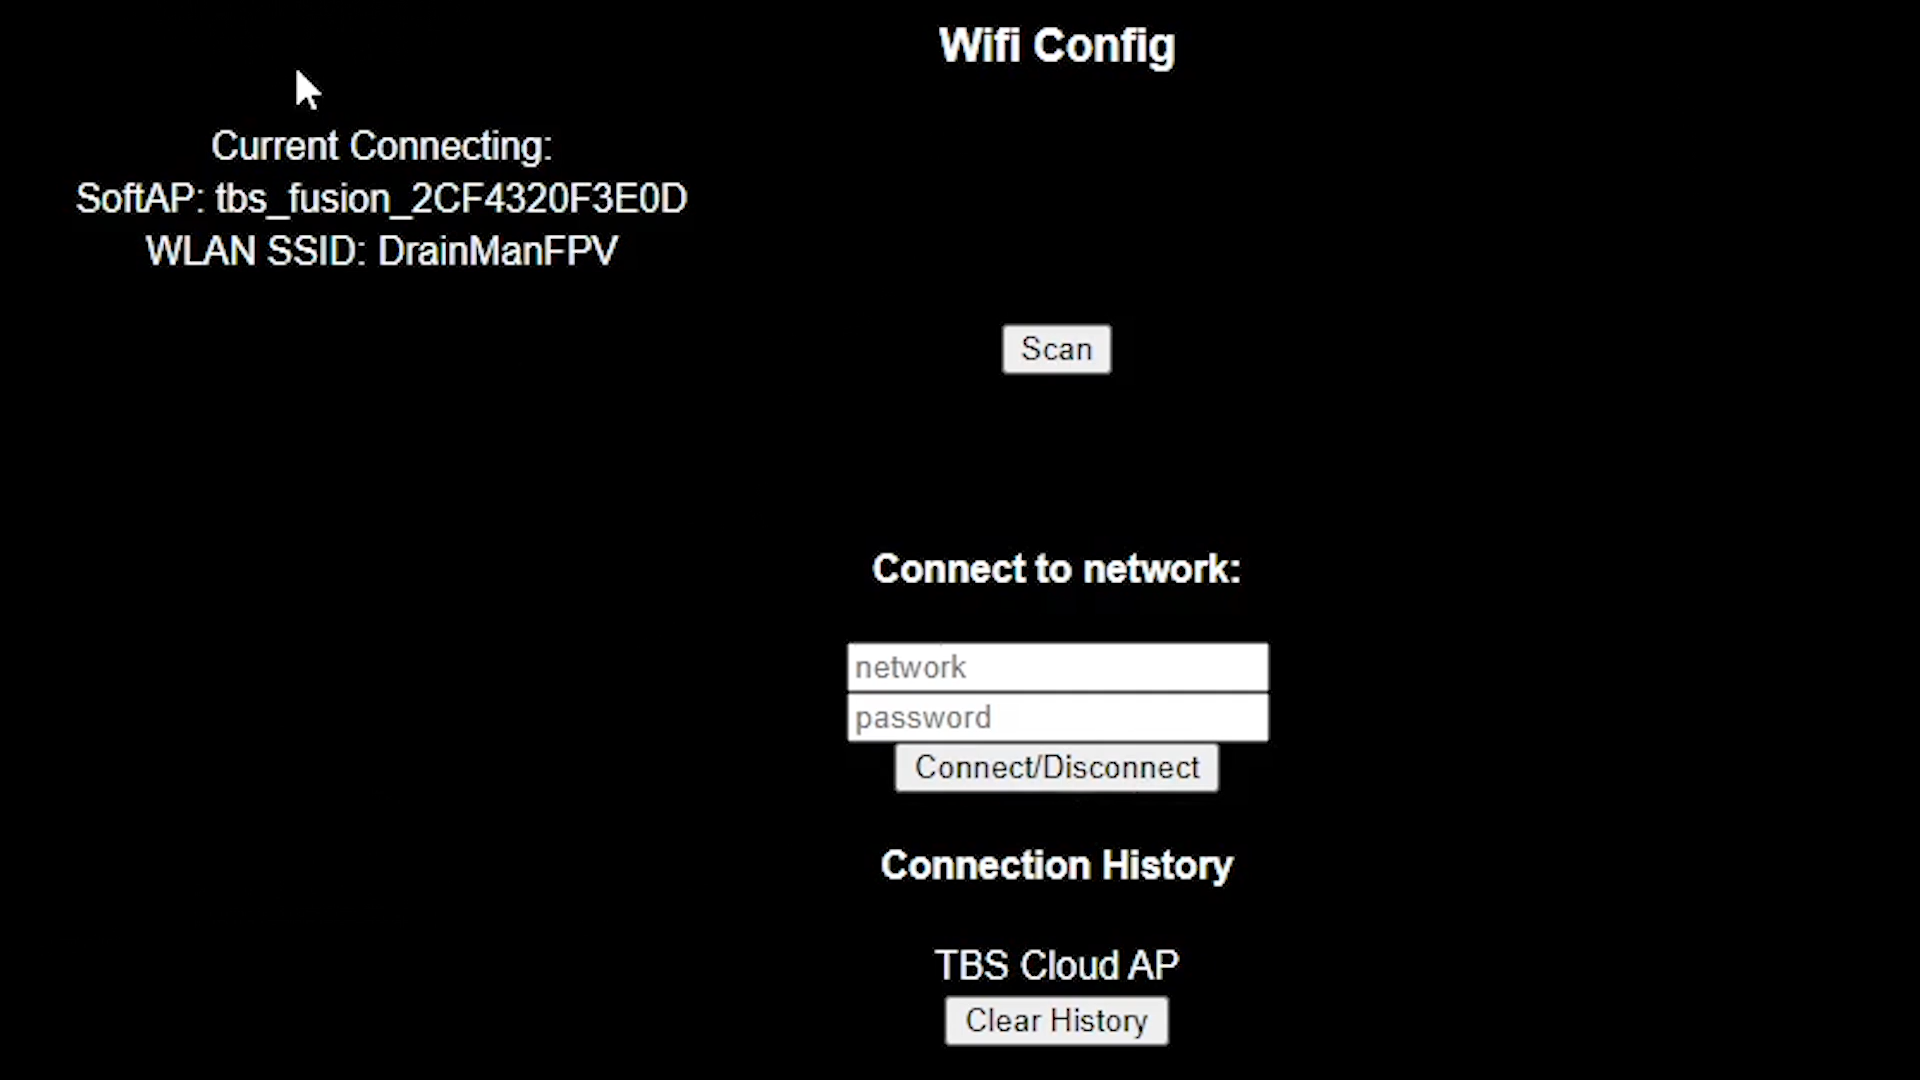 Wifi Config
Current Connecting:
SoftAP: tbs_fusion_2CF4320F3E0D
WLAN SSID: DrainManFPV
Scan
Connect to network:
network
password
Connect/Disconnect
Connection History
TBS Cloud AP
Clear History